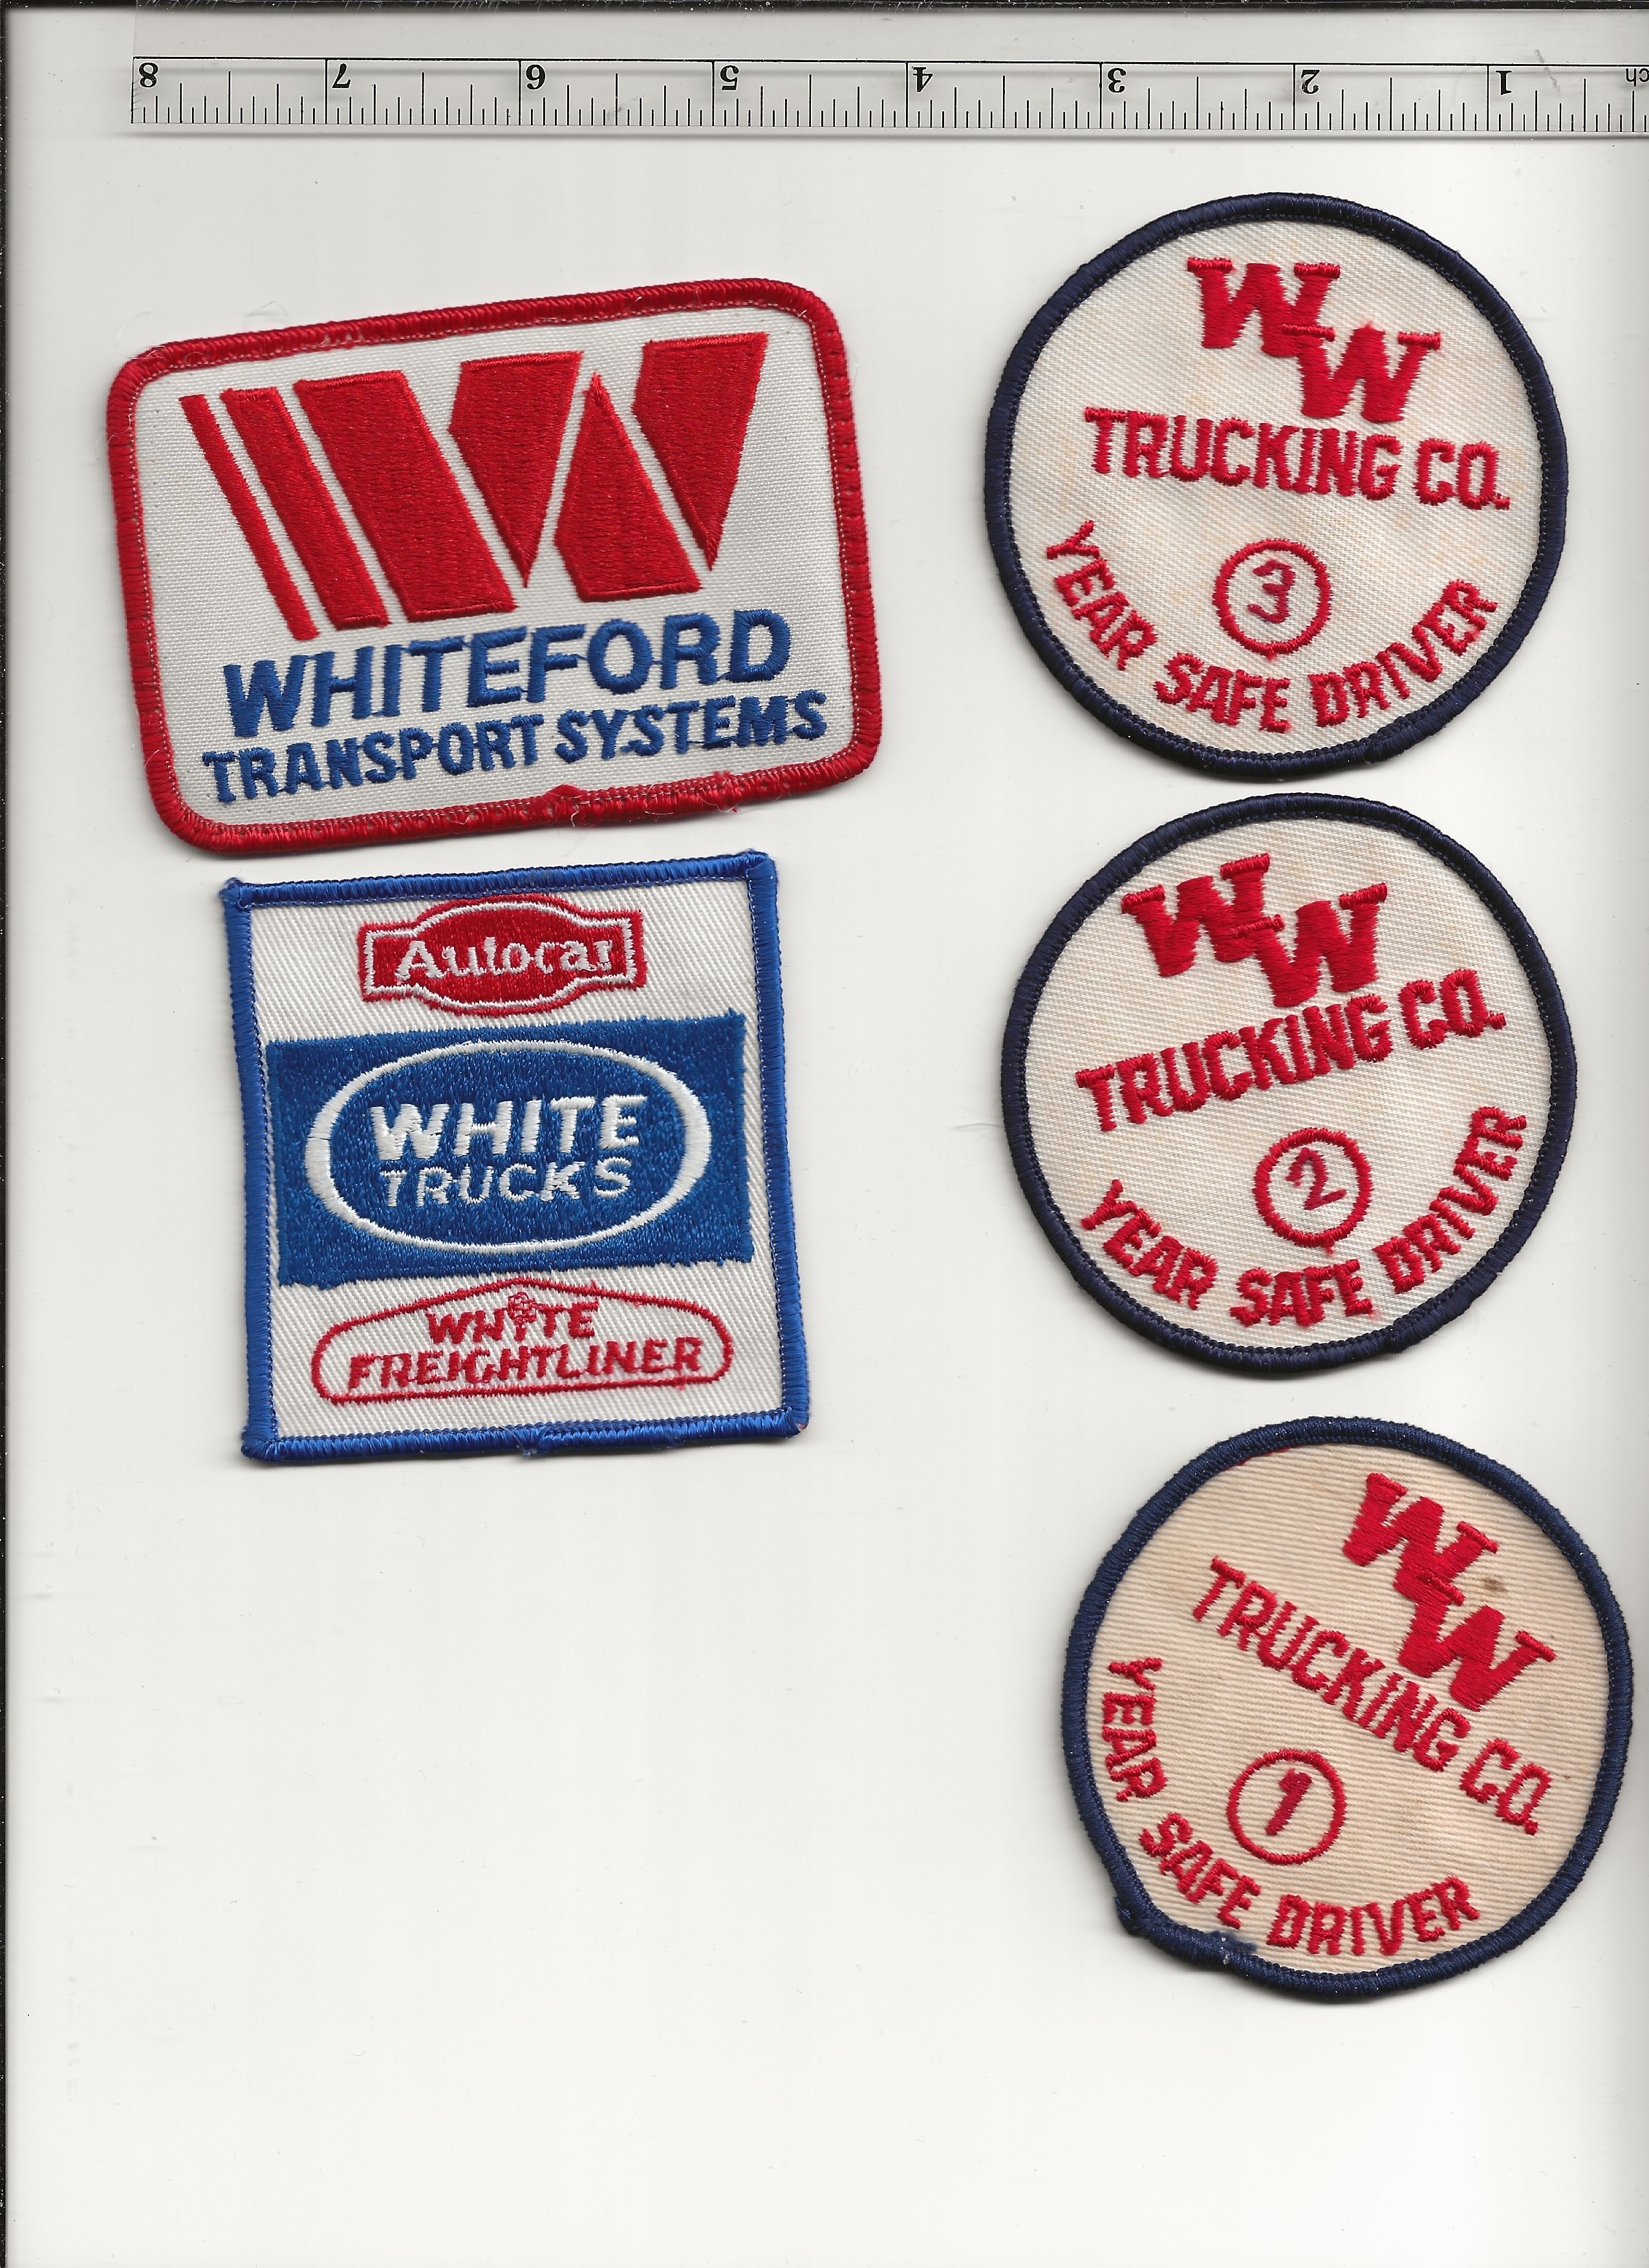 8 7 6 5 4 3 2 1 ch
WHITEFORD
TRANSPORT SYSTEMS
Autocar
WHITE
TRUCKS
WHITE
FREIGHTLINER
WW
TRUCKING CO.
3
YEAR SAFE DRIVER
WW
TRUCKING CO.
2
YEAR SAFE DRIVER
WW
TRUCKING CO.
1
YEAR SAFE DRIVER